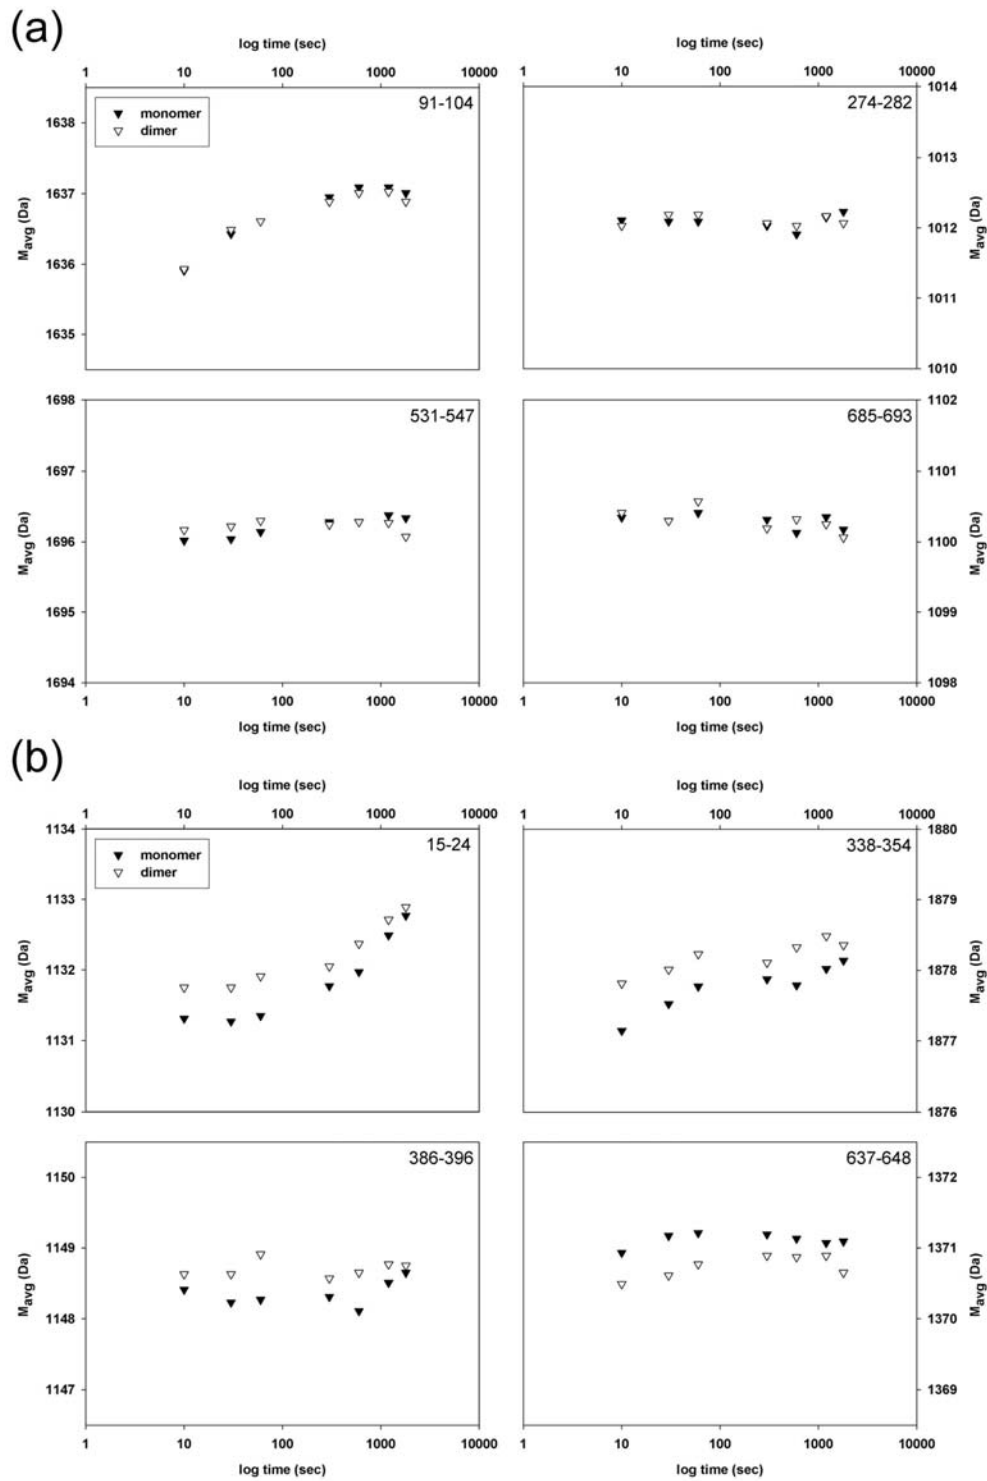 (a)
log time (sec)
log time (sec)
1 10 100 1000 10000
1 10 100 1000 10000
91-104
monomer
dimer
1638
1637
1636
1635
Mavg (Da)
274-282
1014
1013
1012
1011
1010
Mavg (Da)
531-547
1698
1697
1696
1695
1694
Mavg (Da)
685-693
1102
1101
1100
1099
1098
Mavg (Da)
1 10 100 1000 10000
1 10 100 1000 10000
log time (sec)
log time (sec)
(b)
log time (sec)
log time (sec)
1 10 100 1000 10000
1 10 100 1000 10000
15-24
monomer
dimer
1134
1133
1132
1131
1130
Mavg (Da)
338-354
1880
1879
1878
1877
1876
Mavg (Da)
386-396
1150
1149
1148
1147
Mavg (Da)
637-648
1372
1371
1370
1369
Mavg (Da)
1 10 100 1000 10000
1 10 100 1000 10000
log time (sec)
log time (sec)